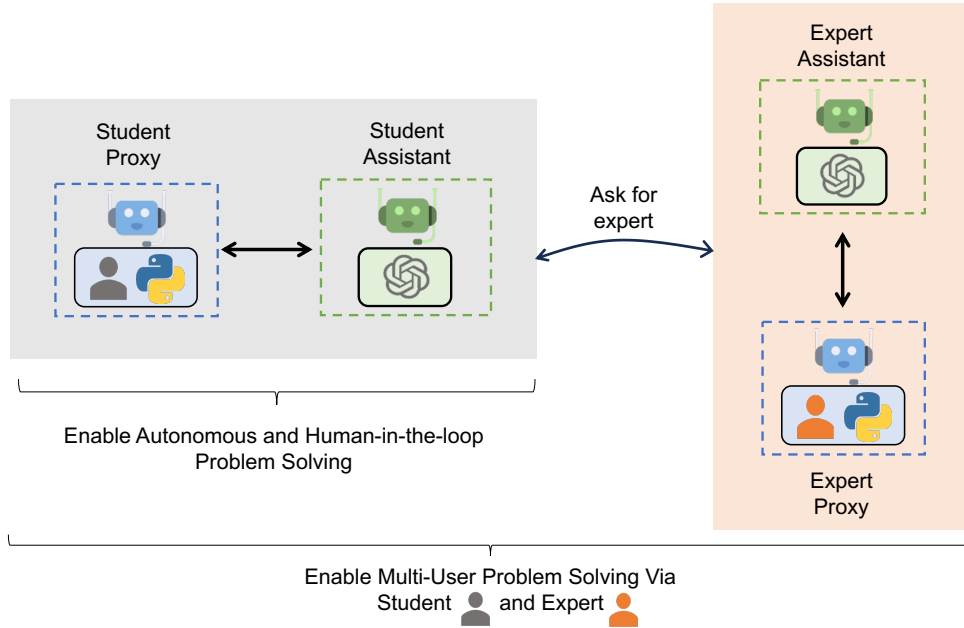 Student
Proxy
Student
Assistant
Ask for
expert
Expert
Assistant
Expert
Proxy
Enable Autonomous and Human-in-the-loop
Problem Solving
Enable Multi-User Problem Solving Via
Student and Expert